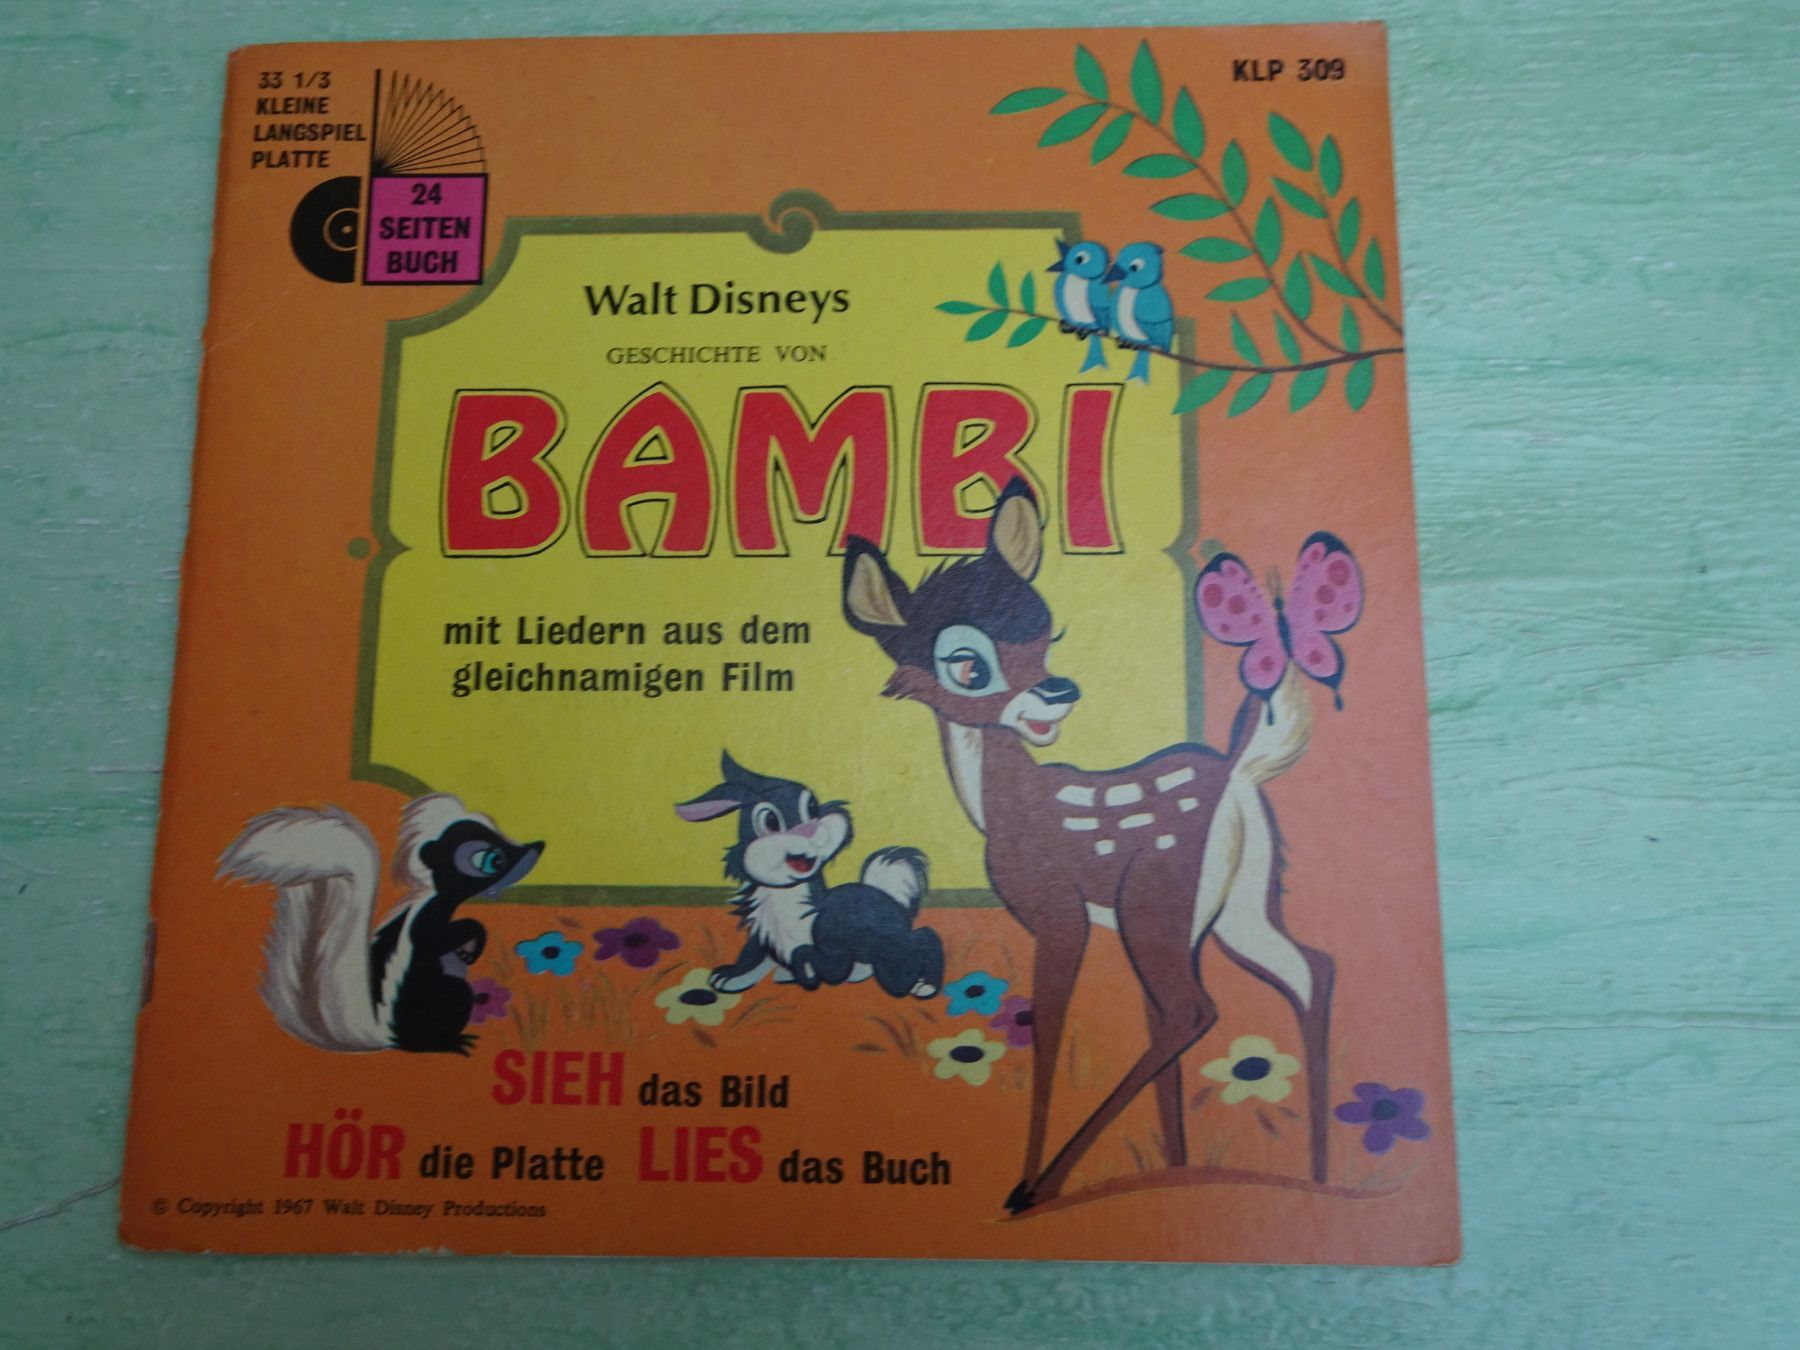 33 1/3
KLEINE
LANGSPIEL
PLATTE
24
SEITEN
BUCH
KLP 309
Walt Disneys
GESCHICHTE VON
BAMBI
mit Liedern aus dem
gleichnamigen Film
SIEH das Bild
HÖR die Platte LIES das Buch
© Copyright 1967 Walt Disney Productions